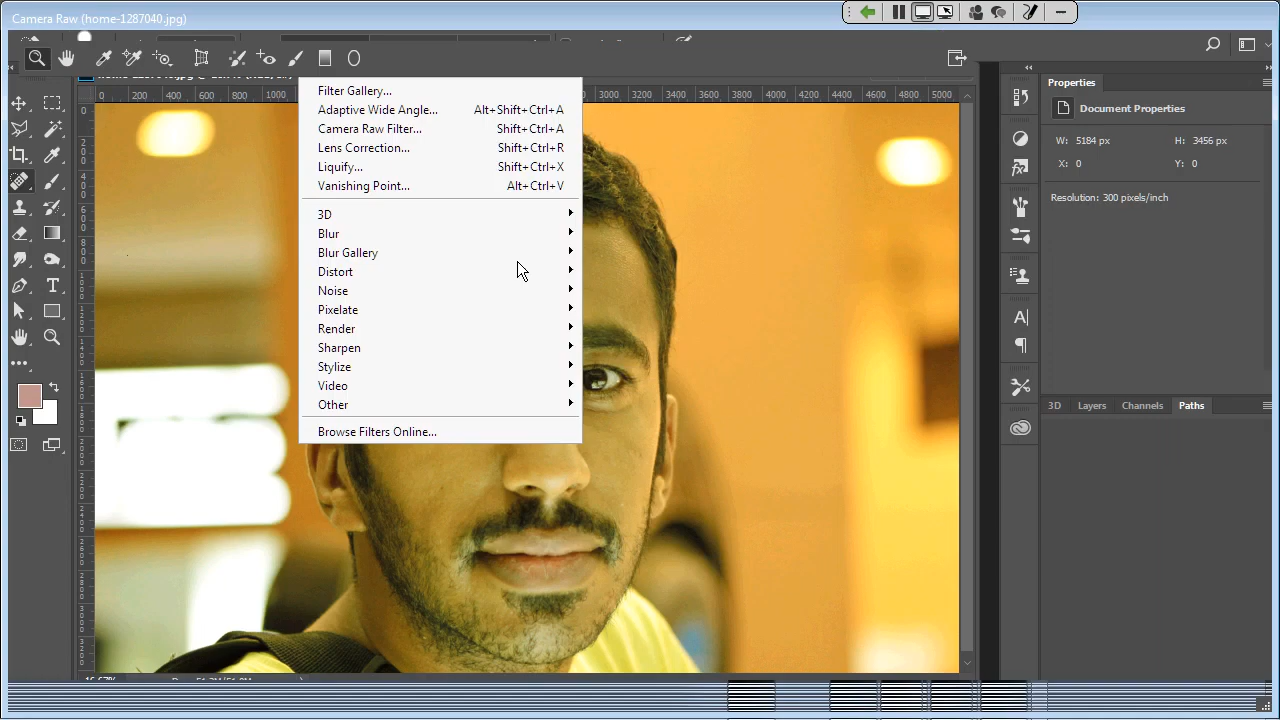 Camera Raw (home-1287040.jpg)
0 200 400 600 800 1000 3000 3200 3400 3600 3800 4000 4200 4400 4600 4800 5000
Filter Gallery...
Adaptive Wide Angle... Alt+Shift+Ctrl+A
Camera Raw Filter... Shift+Ctrl+A
Lens Correction... Shift+Ctrl+R
Liquify... Shift+Ctrl+X
Vanishing Point... Alt+Ctrl+V
3D
Blur
Blur Gallery
Distort
Noise
Pixelate
Render
Sharpen
Stylize
Video
Other
Browse Filters Online...
Properties
Document Properties
W: 5184 px H: 3456 px
X: 0 Y: 0
Resolution: 300 pixels/inch
3D Layers Channels Paths